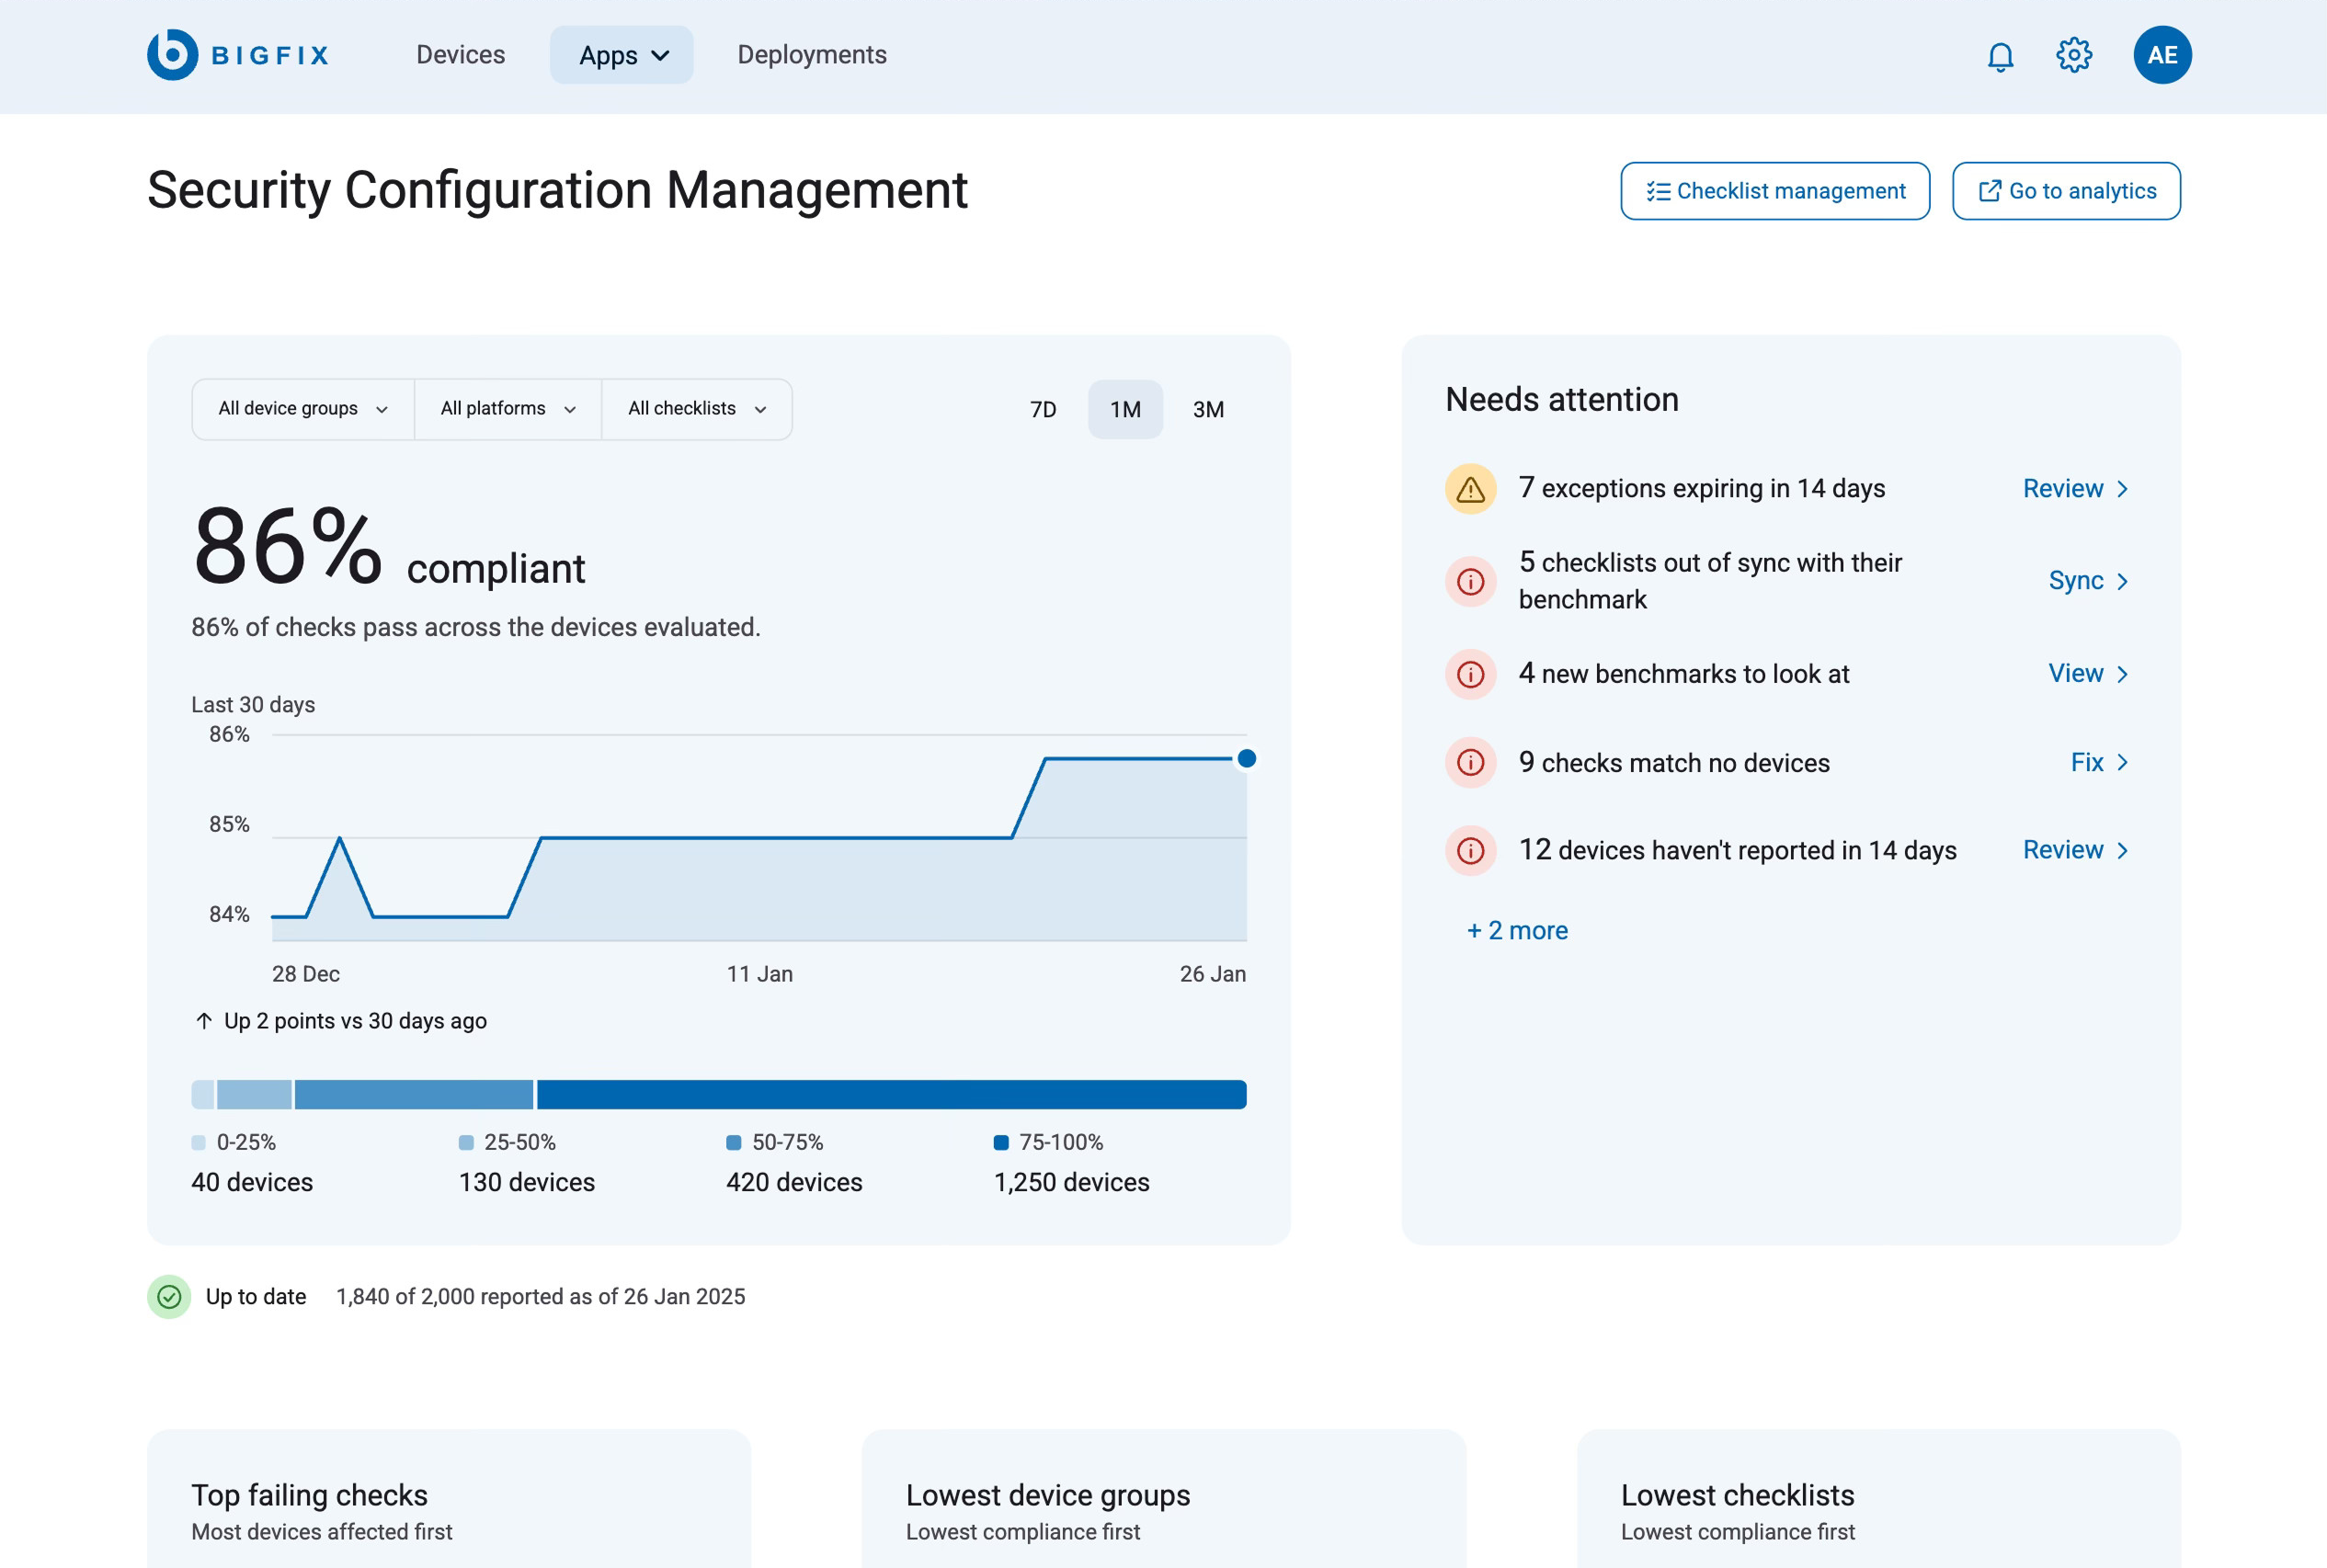 BIGFIX
Devices
Apps
Deployments
AE
Security Configuration Management
Checklist management
Go to analytics
All device groups
All platforms
All checklists
7D
1M
3M
86% compliant
86% of checks pass across the devices evaluated.
Last 30 days
86%
85%
84%
28 Dec
11 Jan
26 Jan
Up 2 points vs 30 days ago
0-25%
40 devices
25-50%
130 devices
50-75%
420 devices
75-100%
1,250 devices
Needs attention
7 exceptions expiring in 14 days
Review
5 checklists out of sync with their
benchmark
Sync
4 new benchmarks to look at
View
9 checks match no devices
Fix
12 devices haven't reported in 14 days
Review
+ 2 more
Up to date
1,840 of 2,000 reported as of 26 Jan 2025
Top failing checks
Most devices affected first
Lowest device groups
Lowest compliance first
Lowest checklists
Lowest compliance first